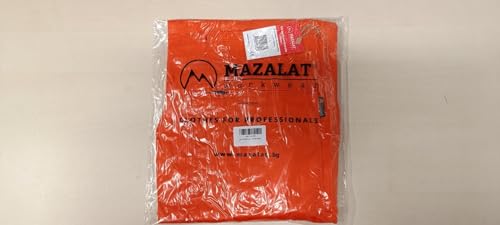 MAZALAT
workwear
CLOTHES FOR PROFESSIONALS
www.mazalat.bg